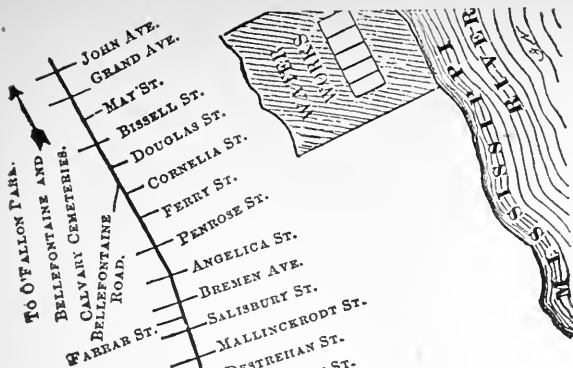 JOHN AVE.
GRAND AVE.
MAY ST.
BISSELL ST.
DOUGLAS ST.
CORNELIA ST.
FERRY ST.
PENROSE ST.
ANGELICA ST.
BREMEN AVE.
SALISBURY ST.
MALLINCKRODT ST.
DESTREHAN ST.
ST.
FARRAR ST.
TO O'FALLON PARK.
BELLEFONTAINE AND
CALVARY CEMETERIES.
BELLEFONTAINE
ROAD.
WATER
WORKS
MISSISSIPPI
RIVER